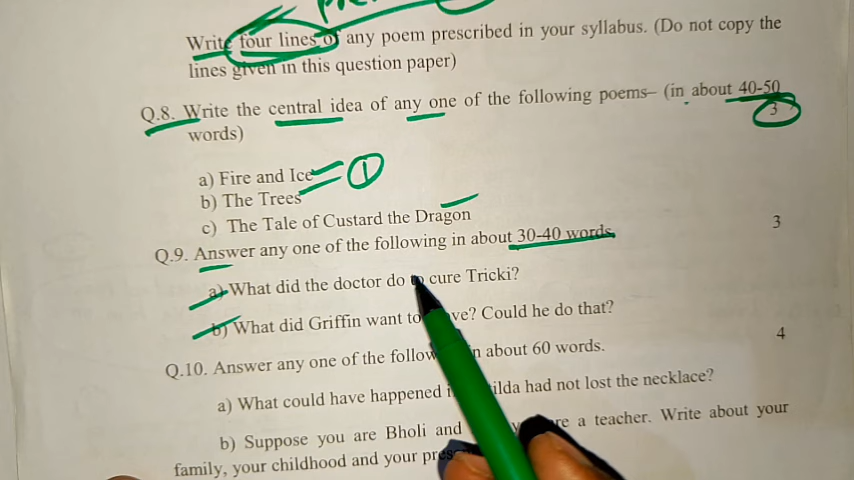 Write four lines of any poem prescribed in your syllabus. (Do not copy the
lines given in this question paper)
Q.8. Write the central idea of any one of the following poems– (in about 40-50
words)
3
a) Fire and Ice
1
b) The Trees
c) The Tale of Custard the Dragon
Q.9. Answer any one of the following in about 30-40 words.
3
a) What did the doctor do to cure Tricki?
b) What did Griffin want to? Could he do that?
Q.10. Answer any one of the in about 60 words.
4
a) What could have happened had not lost the necklace?
b) Suppose you are Bholi and a teacher. Write about your
family, your childhood and your